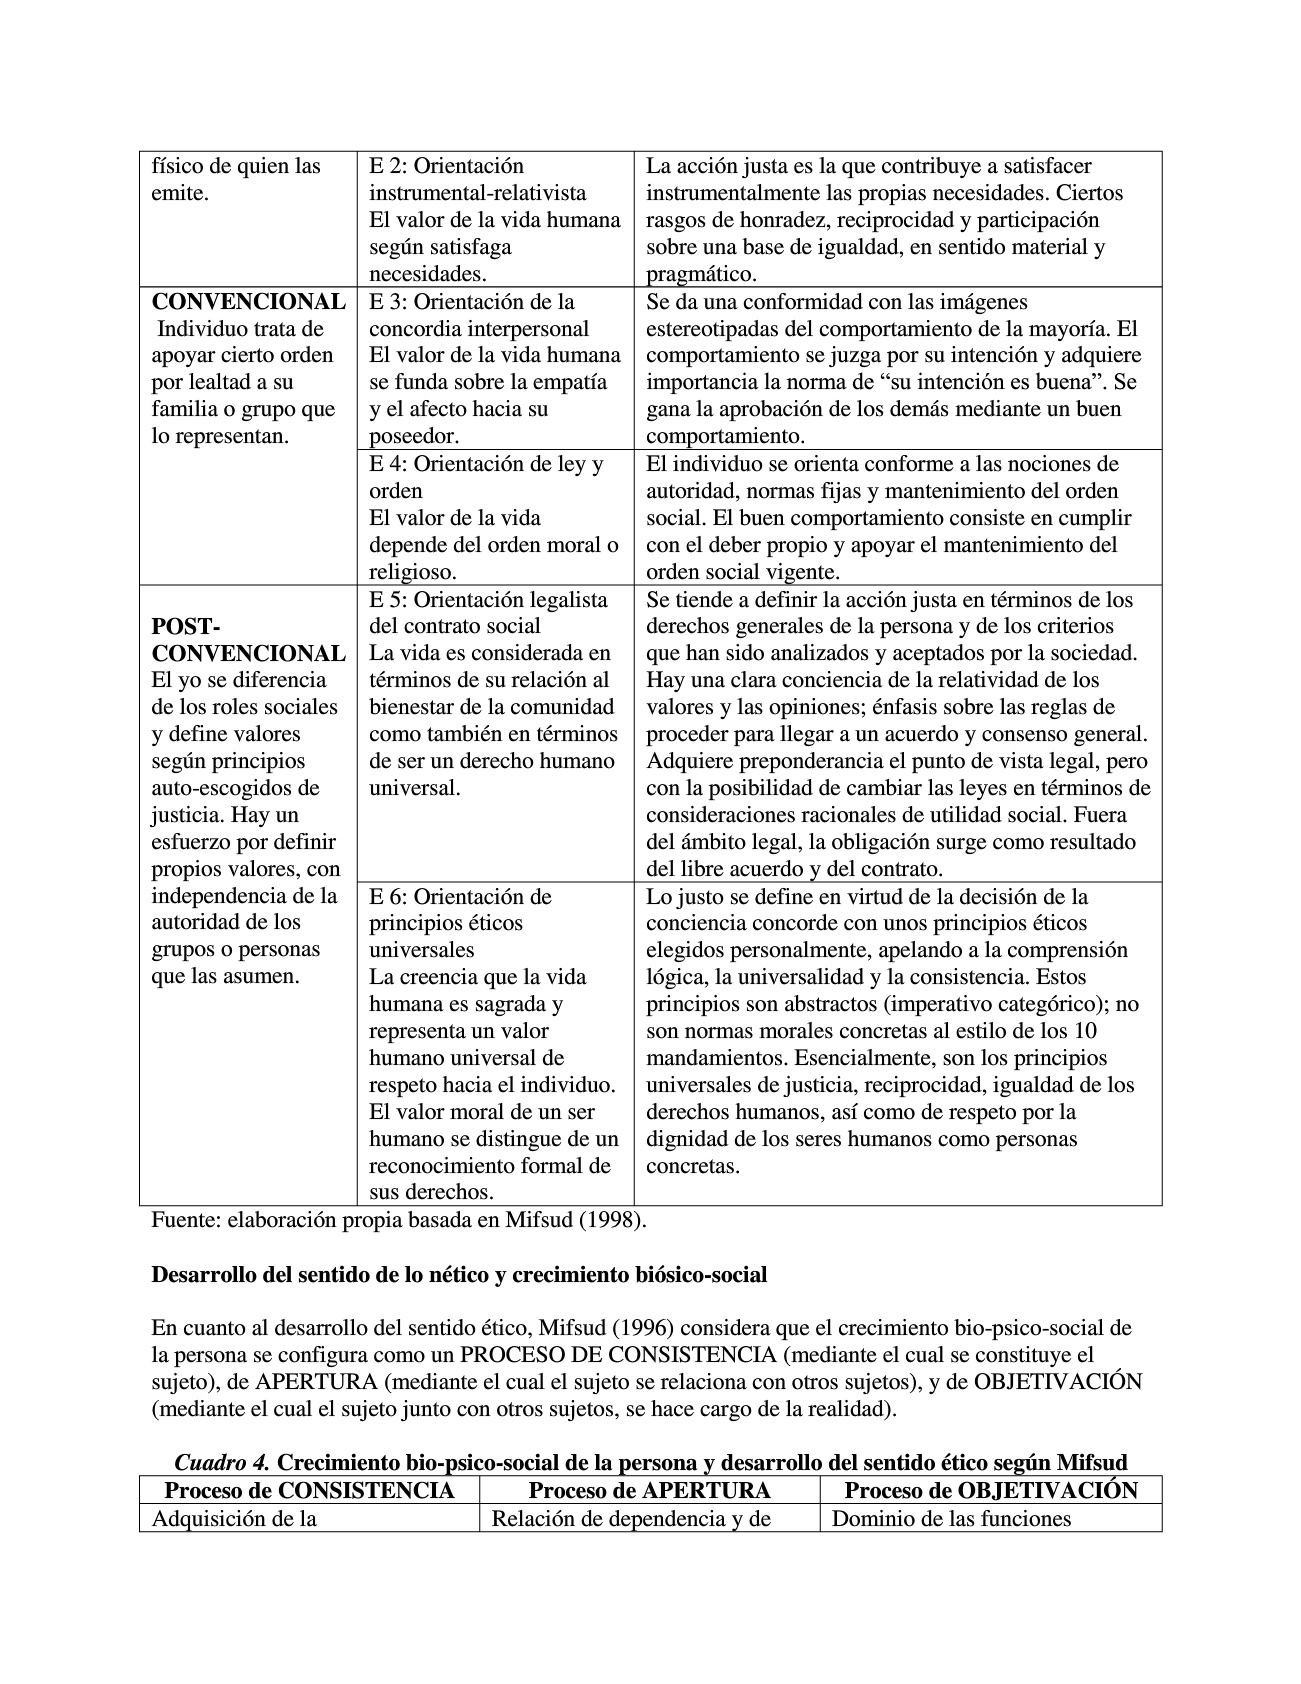 físico de quien las
emite.
E 2: Orientación
instrumental-relativista
El valor de la vida humana
según satisfaga
necesidades.
La acción justa es la que contribuye a satisfacer
instrumentalmente las propias necesidades. Ciertos
rasgos de honradez, reciprocidad y participación
sobre una base de igualdad, en sentido material y
pragmático.
CONVENCIONAL
Individuo trata de
apoyar cierto orden
por lealtad a su
familia o grupo que
lo representan.
E 3: Orientación de la
concordia interpersonal
El valor de la vida humana
se funda sobre la empatía
y el afecto hacia su
poseedor.
Se da una conformidad con las imágenes
estereotipadas del comportamiento de la mayoría. El
comportamiento se juzga por su intención y adquiere
importancia la norma de “su intención es buena”. Se
gana la aprobación de los demás mediante un buen
comportamiento.
E 4: Orientación de ley y
orden
El valor de la vida
depende del orden moral o
religioso.
El individuo se orienta conforme a las nociones de
autoridad, normas fijas y mantenimiento del orden
social. El buen comportamiento consiste en cumplir
con el deber propio y apoyar el mantenimiento del
orden social vigente.
POST-
CONVENCIONAL
El yo se diferencia
de los roles sociales
y define valores
según principios
auto-escogidos de
justicia. Hay un
esfuerzo por definir
propios valores, con
independencia de la
autoridad de los
grupos o personas
que las asumen.
E 5: Orientación legalista
del contrato social
La vida es considerada en
términos de su relación al
bienestar de la comunidad
como también en términos
de ser un derecho humano
universal.
Se tiende a definir la acción justa en términos de los
derechos generales de la persona y de los criterios
que han sido analizados y aceptados por la sociedad.
Hay una clara conciencia de la relatividad de los
valores y las opiniones; énfasis sobre las reglas de
proceder para llegar a un acuerdo y consenso general.
Adquiere preponderancia el punto de vista legal, pero
con la posibilidad de cambiar las leyes en términos de
consideraciones racionales de utilidad social. Fuera
del ámbito legal, la obligación surge como resultado
del libre acuerdo y del contrato.
E 6: Orientación de
principios éticos
universales
La creencia que la vida
humana es sagrada y
representa un valor
humano universal de
respeto hacia el individuo.
El valor moral de un ser
humano se distingue de un
reconocimiento formal de
sus derechos.
Lo justo se define en virtud de la decisión de la
conciencia concorde con unos principios éticos
elegidos personalmente, apelando a la comprensión
lógica, la universalidad y la consistencia. Estos
principios son abstractos (imperativo categórico); no
son normas morales concretas al estilo de los 10
mandamientos. Esencialmente, son los principios
universales de justicia, reciprocidad, igualdad de los
derechos humanos, así como de respeto por la
dignidad de los seres humanos como personas
concretas.
Fuente: elaboración propia basada en Mifsud (1998).
Desarrollo del sentido de lo nético y crecimiento biósico-social
En cuanto al desarrollo del sentido ético, Mifsud (1996) considera que el crecimiento bio-psico-social de
la persona se configura como un PROCESO DE CONSISTENCIA (mediante el cual se constituye el
sujeto), de APERTURA (mediante el cual el sujeto se relaciona con otros sujetos), y de OBJETIVACIÓN
(mediante el cual el sujeto junto con otros sujetos, se hace cargo de la realidad).
Cuadro 4. Crecimiento bio-psico-social de la persona y desarrollo del sentido ético según Mifsud
Proceso de CONSISTENCIA
Proceso de APERTURA
Proceso de OBJETIVACIÓN
Adquisición de la
Relación de dependencia y de
Dominio de las funciones